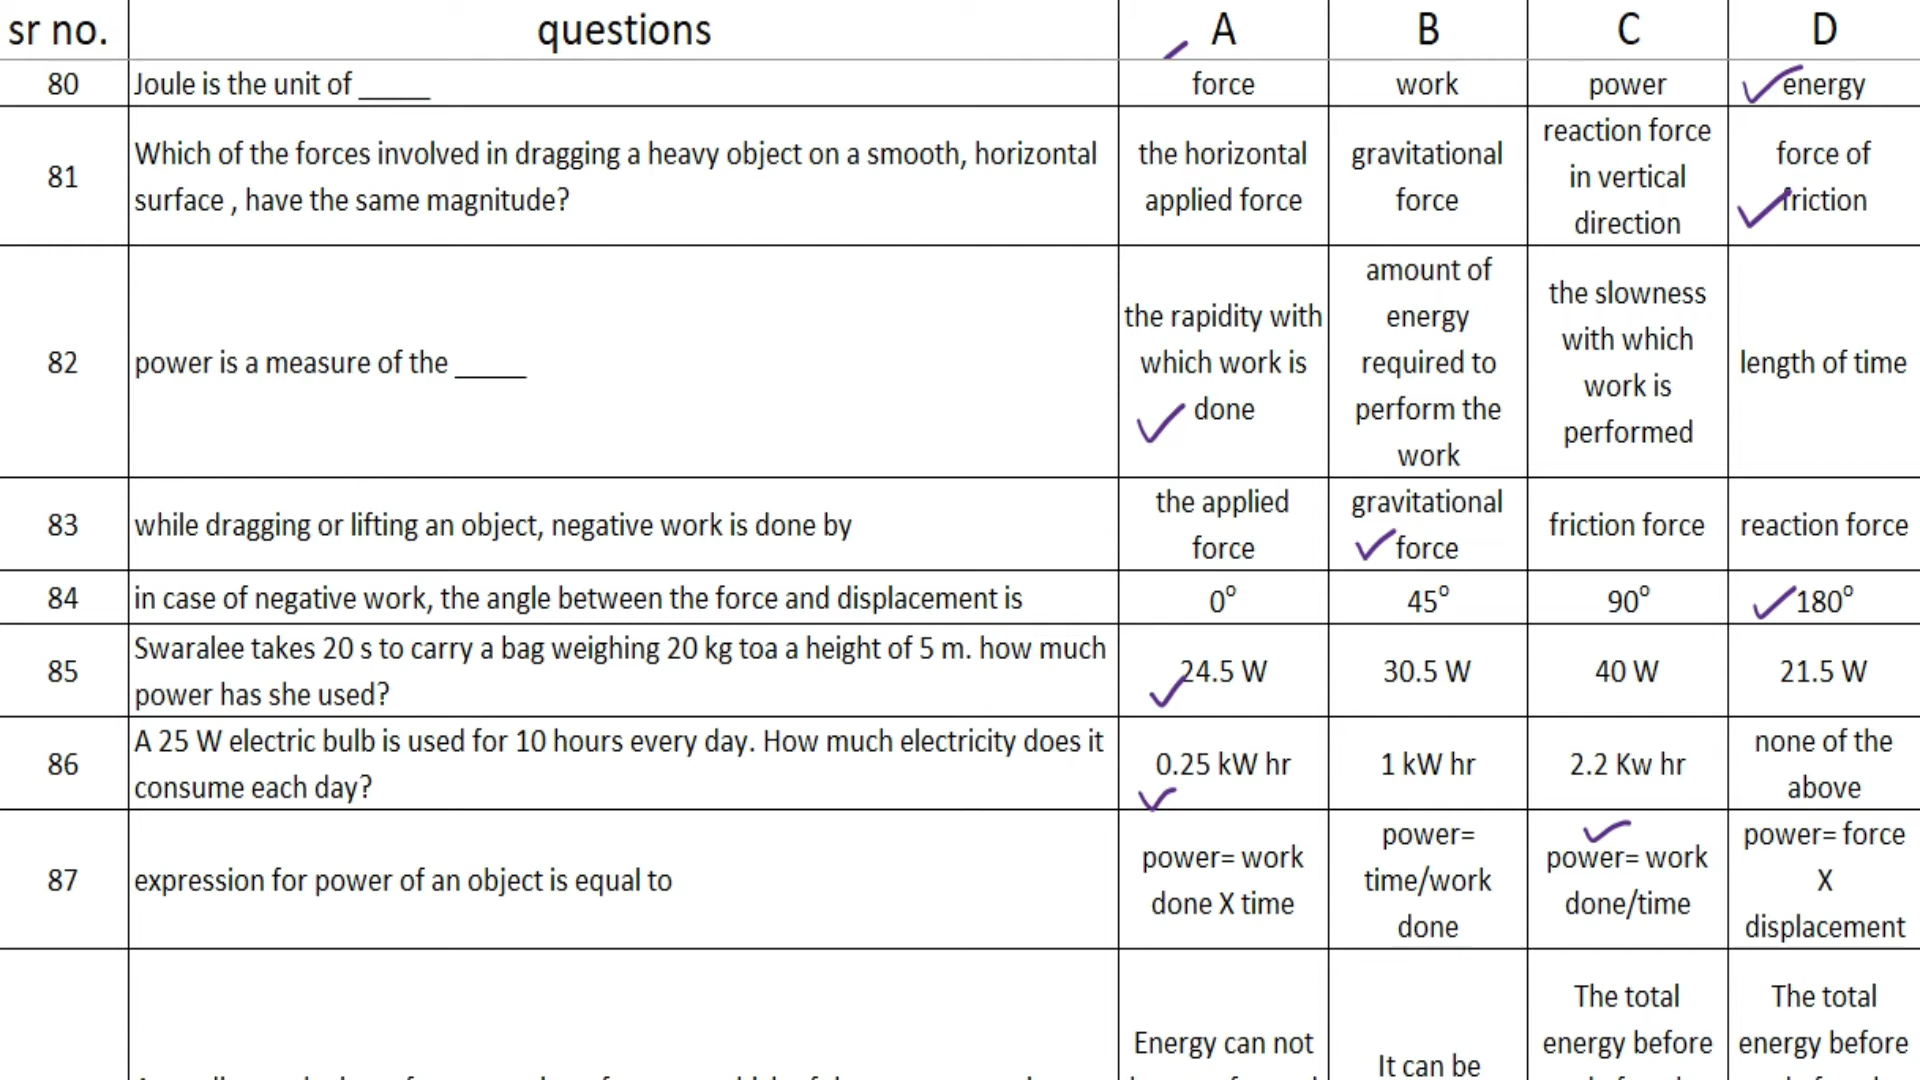 sr no. questions A B C D
80 Joule is the unit of _____ force work power energy
81 Which of the forces involved in dragging a heavy object on a smooth, horizontal surface , have the same magnitude? the horizontal applied force gravitational force reaction force in vertical direction force of friction
82 power is a measure of the _____ the rapidity with which work is done amount of energy required to perform the work the slowness with which work is performed length of time
83 while dragging or lifting an object, negative work is done by the applied force gravitational force friction force reaction force
84 in case of negative work, the angle between the force and displacement is 0° 45° 90° 180°
85 Swaralee takes 20 s to carry a bag weighing 20 kg toa a height of 5 m. how much power has she used? 24.5 W 30.5 W 40 W 21.5 W
86 A 25 W electric bulb is used for 10 hours every day. How much electricity does it consume each day? 0.25 kW hr 1 kW hr 2.2 Kw hr none of the above
87 expression for power of an object is equal to power= work done X time power= time/work done power= work done/time power= force X displacement
Energy can not It can be The total energy before The total energy before